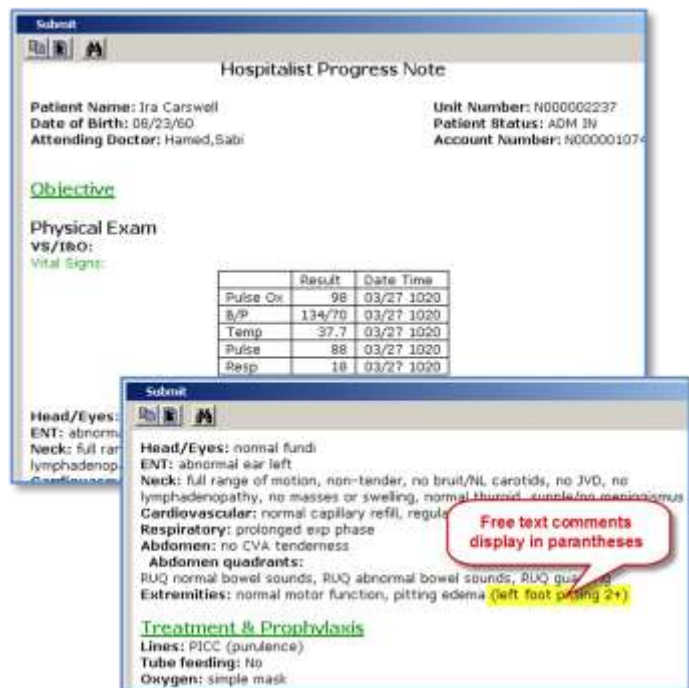 Submit
Hospitalist Progress Note
Patient Name: Ira Carswell
Unit Number: N000002237
Date of Birth: 06/23/60
Patient Status: ADM IN
Attending Doctor: Hamed,Sabi
Account Number: N000001074
Objective
Physical Exam
VS/I&O:
Vital Signs:
Result Date Time
Pulse Ox 98 03/27 1020
B/P 134/70 03/27 1020
Temp 37.7 03/27 1020
Pulse 88 03/27 1020
Resp 18 03/27 1020
Head/Eyes:
ENT: abnorm
Neck: full ran
lymphadenop
Submit
Head/Eyes: normal fundi
ENT: abnormal ear left
Neck: full range of motion, non-tender, no bruit/NL carotids, no JVD, no
lymphadenopathy, no masses or swelling, normal thyroid, supple/no meningismus
Cardiovascular: normal capillary refill, regula
Respiratory: prolonged exp phase
Abdomen: no CVA tenderness
Abdomen quadrants:
RUQ normal bowel sounds, RUQ abnormal bowel sounds, RUQ
Extremities: normal motor function, pitting edema (left foot pitting 2+)
Free text comments
display in parantheses
Treatment & Prophylaxis
Lines: PICC (purulence)
Tube feeding: No
Oxygen: simple mask